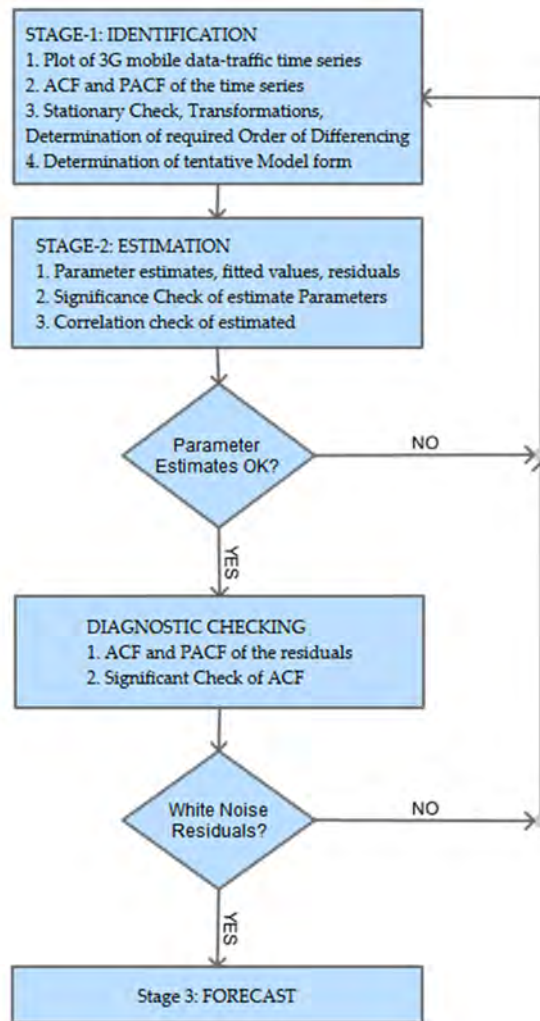 STAGE-1: IDENTIFICATION
1. Plot of 3G mobile data-traffic time series
2. ACF and PACF of the time series
3. Stationary Check, Transformations,
Determination of required Order of Differencing
4. Determination of tentative Model form
STAGE-2: ESTIMATION
1. Parameter estimates, fitted values, residuals
2. Significance Check of estimate Parameters
3. Correlation check of estimated
Parameter
Estimates OK?
NO
YES
DIAGNOSTIC CHECKING
1. ACF and PACF of the residuals
2. Significant Check of ACF
White Noise
Residuals?
NO
YES
Stage 3: FORECAST